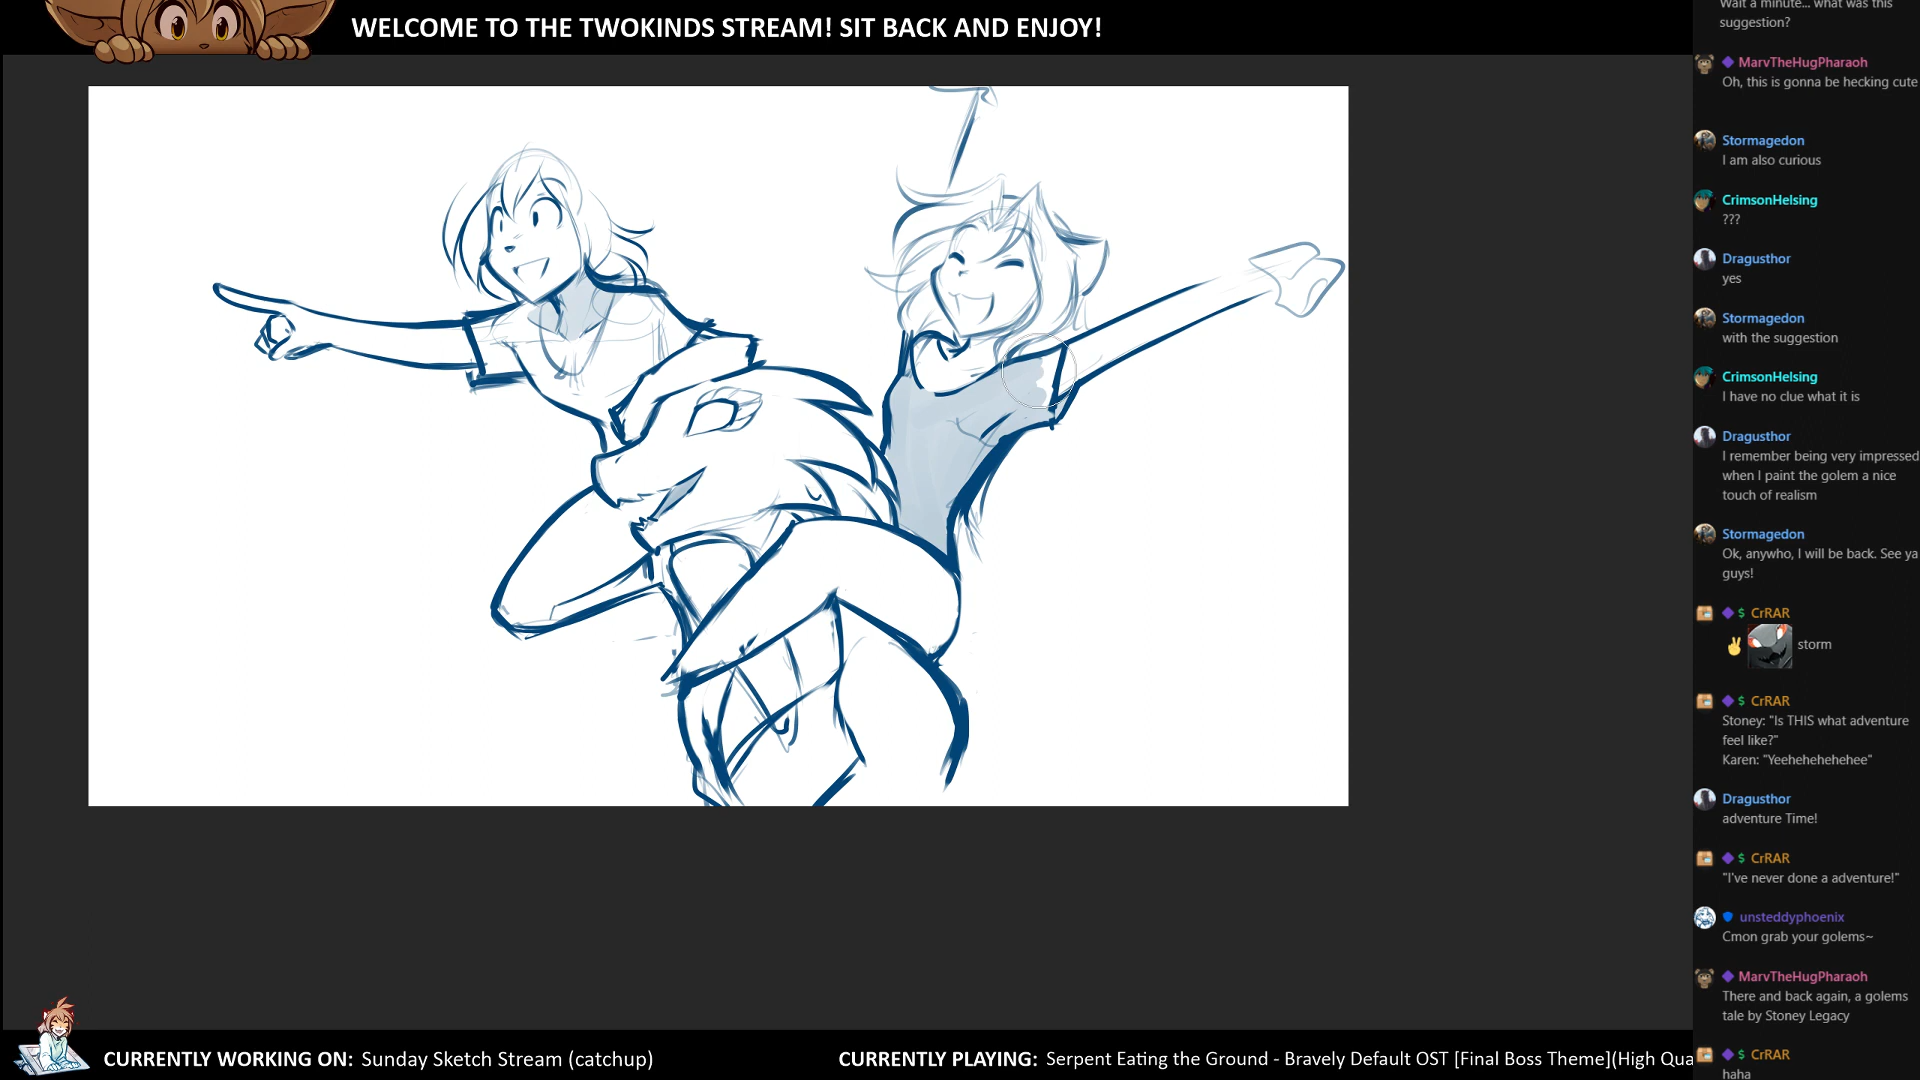 WELCOME TO THE TWOKINDS STREAM! SIT BACK AND ENJOY!
Wait a minute... what was this
suggestion?
MarvTheHugPharaoh
Oh, this is gonna be hecking cute
Stormagedon
I am also curious
CrimsonHelsing
???
Dragusthor
yes
Stormagedon
with the suggestion
CrimsonHelsing
I have no clue what it is
Dragusthor
I remember being very impressed
when I paint the golem a nice
touch of realism
Stormagedon
Ok, anywho, I will be back. See ya
guys!
$ CrRAR
storm
$ CrRAR
Stoney: "Is THIS what adventure
feel like?"
Karen: "Yeehehehehehee"
Dragusthor
adventure Time!
$ CrRAR
"I've never done a adventure!"
unsteddyphoenix
Cmon grab your golems~
MarvTheHugPharaoh
There and back again, a golems
tale by Stoney Legacy
$ CrRAR
haha
CURRENTLY WORKING ON: Sunday Sketch Stream (catchup)
CURRENTLY PLAYING: Serpent Eating the Ground - Bravely Default OST [Final Boss Theme](High Qua